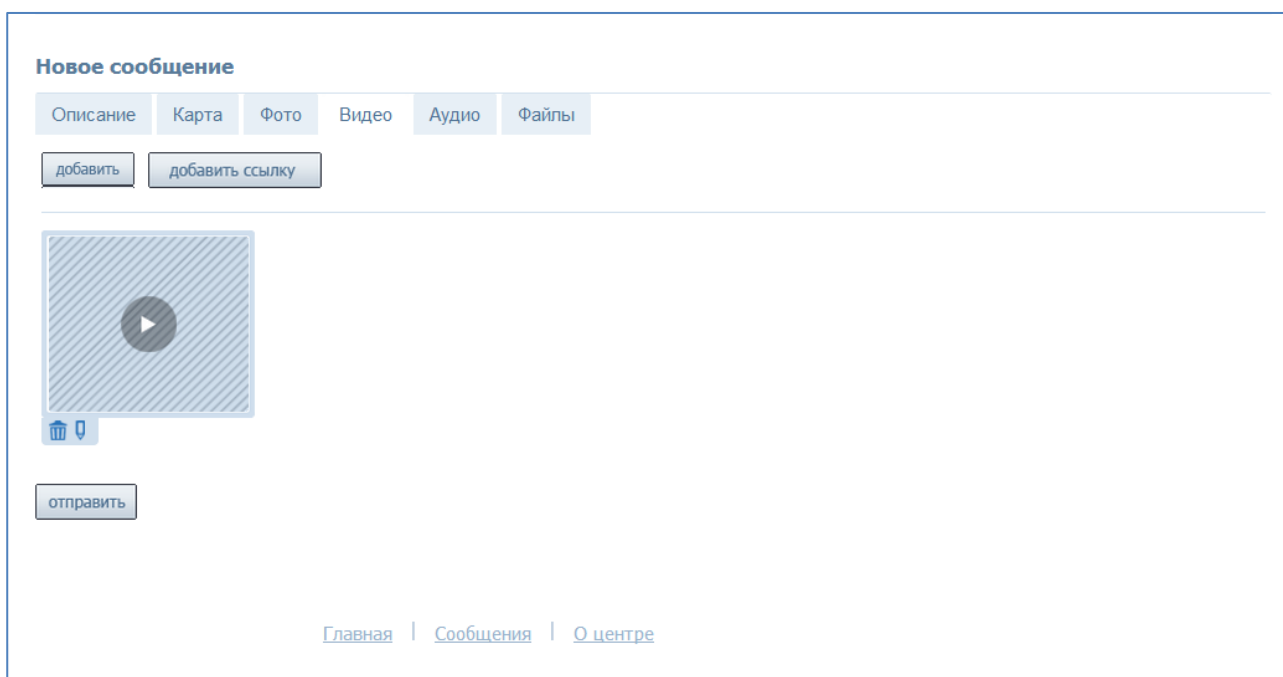 Новое сообщение
Описание Карта Фото Видео Аудио Файлы
добавить добавить ссылку
отправить
Главная | Сообщения | О центре